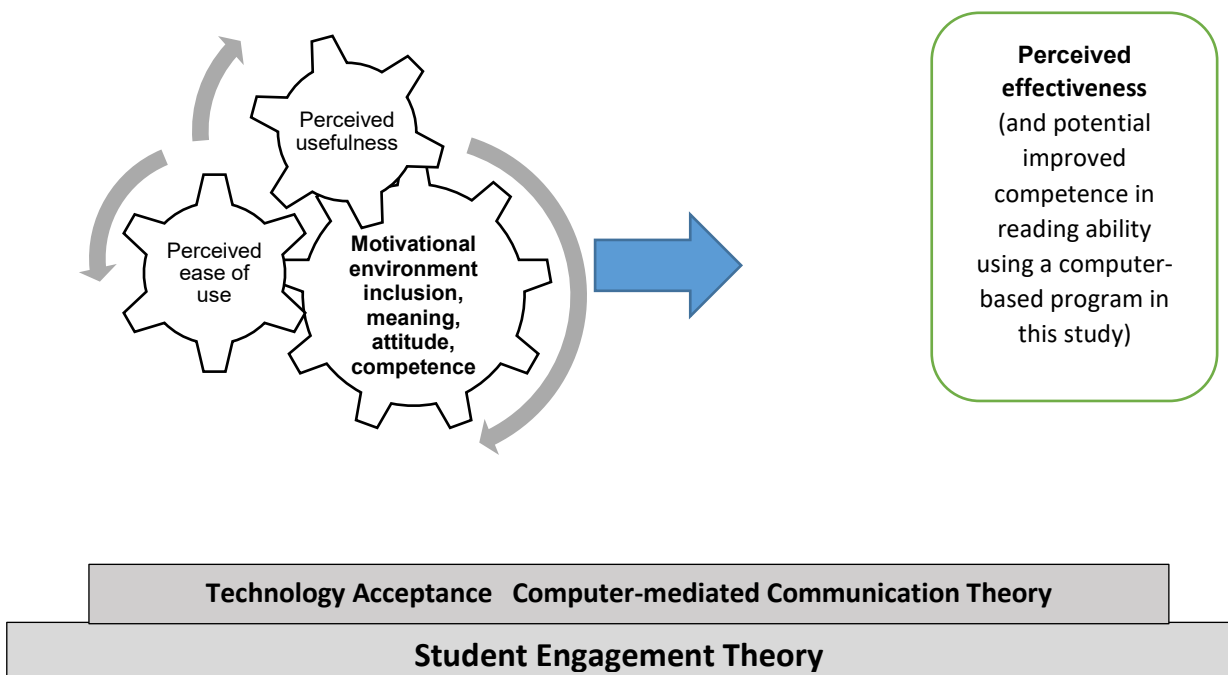 Perceived
usefulness
Perceived
ease of
use
Motivational
environment
inclusion,
meaning,
attitude,
competence
Perceived
effectiveness
(and potential
improved
competence in
reading ability
using a computer-
based program in
this study)
Technology Acceptance   Computer-mediated Communication Theory
Student Engagement Theory